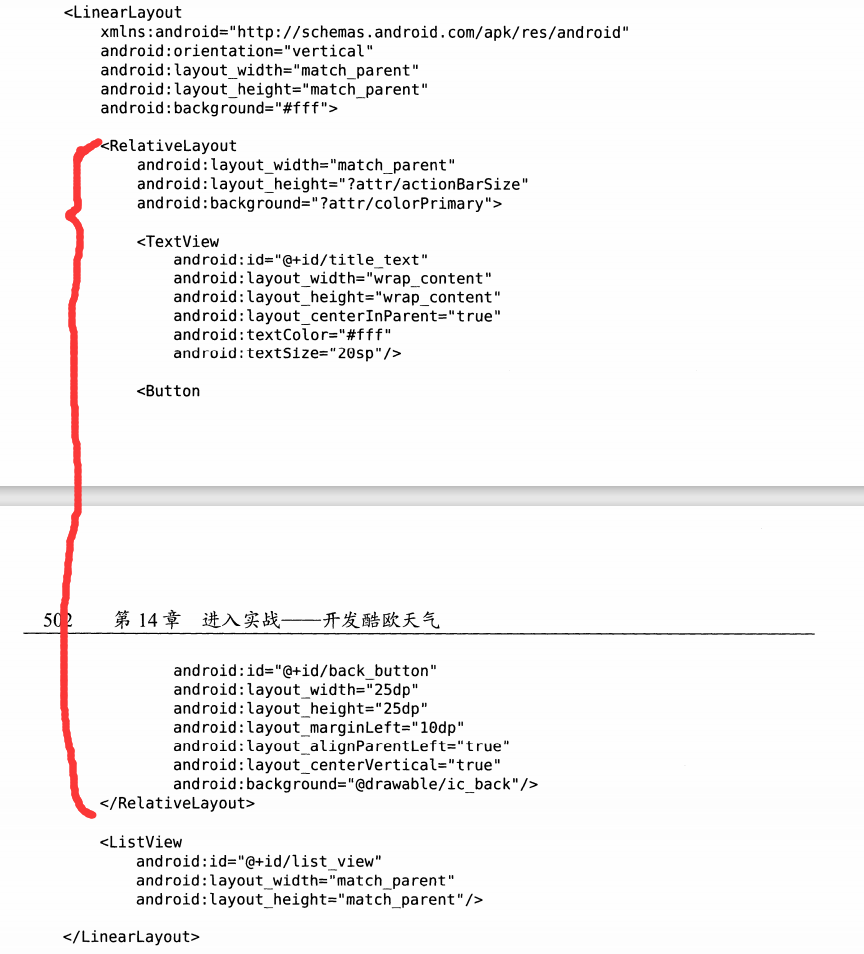 <LinearLayout
xmlns:android="http://schemas.android.com/apk/res/android"
android:orientation="vertical"
android:layout_width="match_parent"
android:layout_height="match_parent"
android:background="#fff">
<RelativeLayout
android:layout_width="match_parent"
android:layout_height="?attr/actionBarSize"
android:background="?attr/colorPrimary">
<TextView
android:id="@+id/title_text"
android:layout_width="wrap_content"
android:layout_height="wrap_content"
android:layout_centerInParent="true"
android:textColor="#fff"
android:textSize="20sp"/>
<Button
502 第 14 章 进入实战——开发酷欧天气
android:id="@+id/back_button"
android:layout_width="25dp"
android:layout_height="25dp"
android:layout_marginLeft="10dp"
android:layout_alignParentLeft="true"
android:layout_centerVertical="true"
android:background="@drawable/ic_back"/>
</RelativeLayout>
<ListView
android:id="@+id/list_view"
android:layout_width="match_parent"
android:layout_height="match_parent"/>
</LinearLayout>